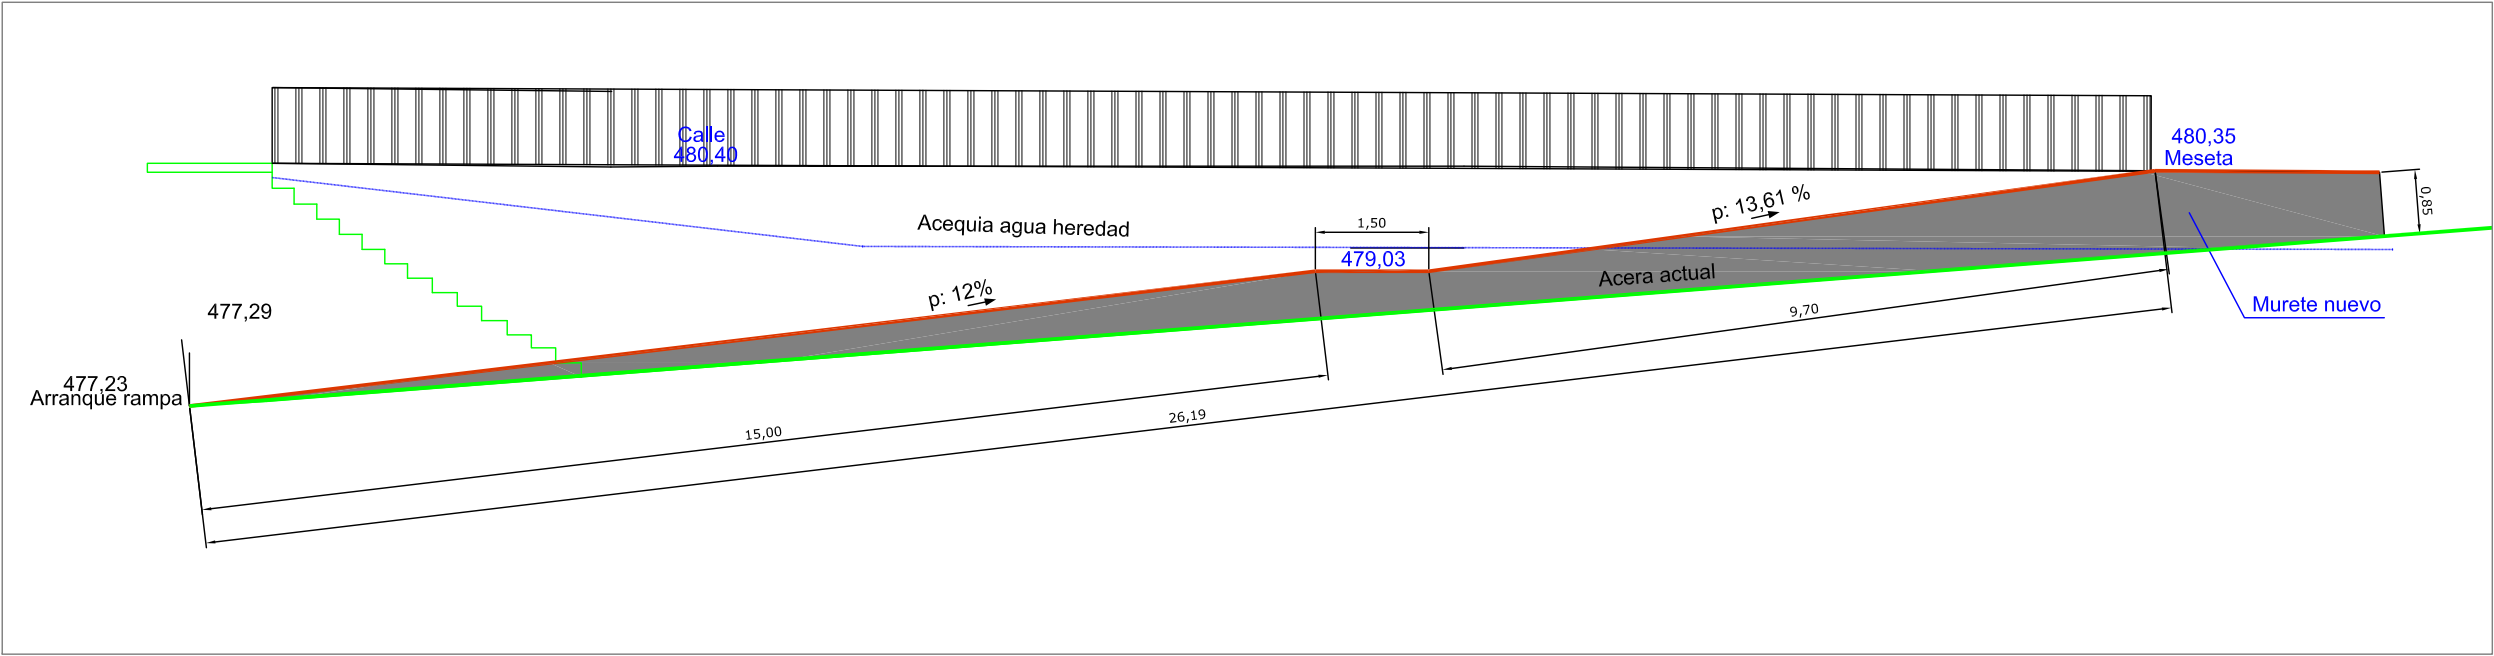 Calle
480,40
480,35
Meseta
p: 13,61 %
0,85
Acequia agua heredad
1,50
479,03
Acera actual
p: 12%
477,29
Murete nuevo
9,70
477,23
Arranque rampa
15,00
26,19